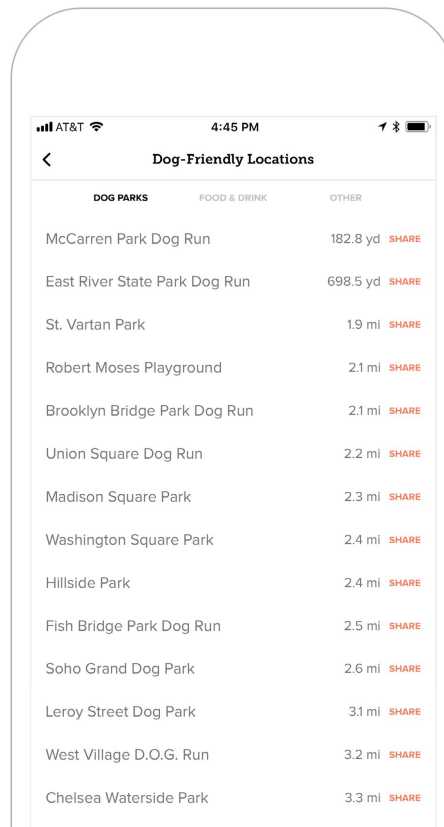 AT&T 4:45 PM
Dog-Friendly Locations
DOG PARKS FOOD & DRINK OTHER
McCarren Park Dog Run 182.8 yd SHARE
East River State Park Dog Run 698.5 yd SHARE
St. Vartan Park 1.9 mi SHARE
Robert Moses Playground 2.1 mi SHARE
Brooklyn Bridge Park Dog Run 2.1 mi SHARE
Union Square Dog Run 2.2 mi SHARE
Madison Square Park 2.3 mi SHARE
Washington Square Park 2.4 mi SHARE
Hillside Park 2.4 mi SHARE
Fish Bridge Park Dog Run 2.5 mi SHARE
Soho Grand Dog Park 2.6 mi SHARE
Leroy Street Dog Park 3.1 mi SHARE
West Village D.O.G. Run 3.2 mi SHARE
Chelsea Waterside Park 3.3 mi SHARE